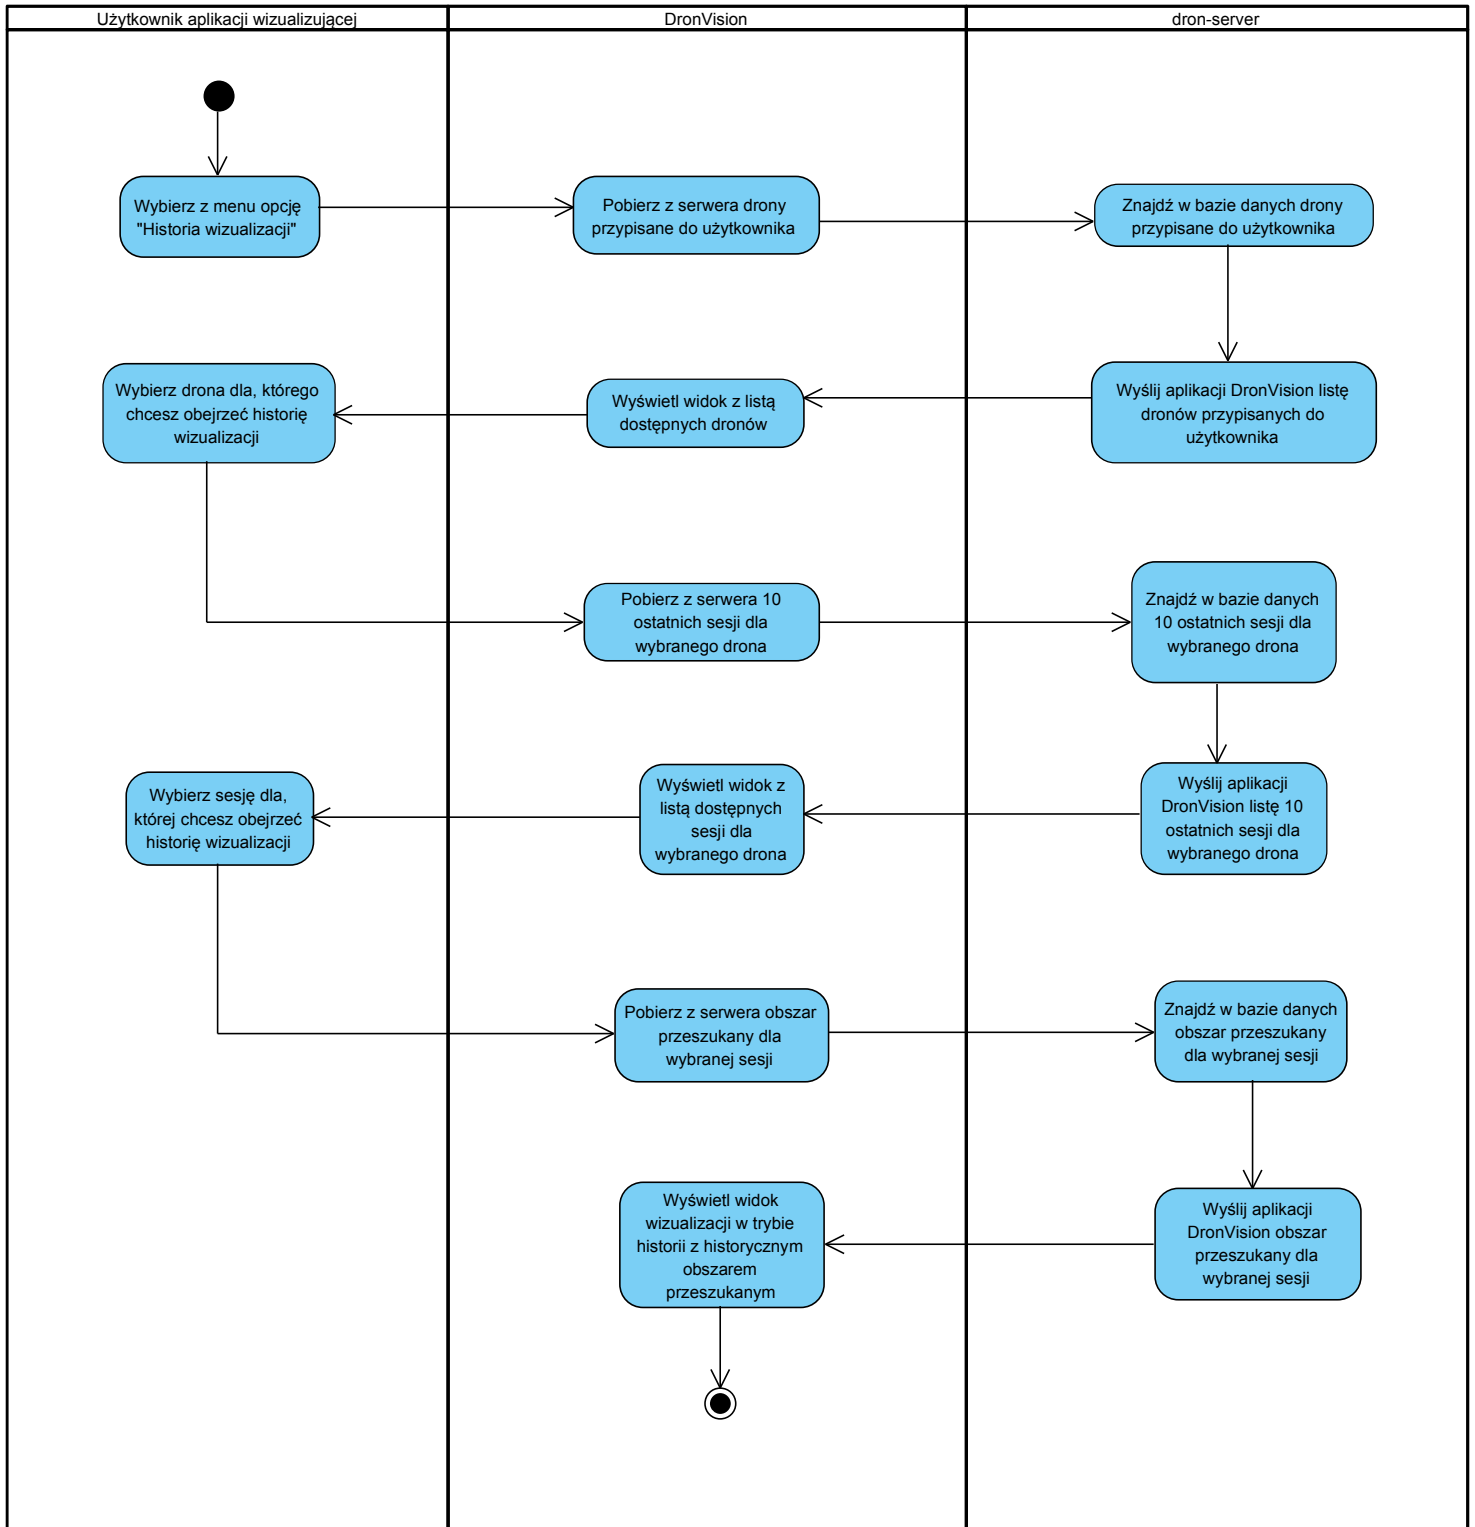 Użytkownik aplikacji wizualizującej
DronVision
dron-server
Wybierz z menu opcję
"Historia wizualizacji"
Pobierz z serwera drony
przypisane do użytkownika
Znajdź w bazie danych drony
przypisane do użytkownika
Wybierz drona dla, którego
chcesz obejrzeć historię
wizualizacji
Wyświetl widok z listą
dostępnych dronów
Wyślij aplikacji DronVision listę
dronów przypisanych do
użytkownika
Pobierz z serwera 10
ostatnich sesji dla
wybranego drona
Znajdź w bazie danych
10 ostatnich sesji dla
wybranego drona
Wybierz sesję dla,
której chcesz obejrzeć
historię wizualizacji
Wyświetl widok z
listą dostępnych
sesji dla
wybranego drona
Wyślij aplikacji
DronVision listę 10
ostatnich sesji dla
wybranego drona
Pobierz z serwera obszar
przeszukany dla
wybranej sesji
Znajdź w bazie danych
obszar przeszukany
dla wybranej sesji
Wyświetl widok
wizualizacji w trybie
historii z historycznym
obszarem
przeszukanym
Wyślij aplikacji
DronVision obszar
przeszukany dla
wybranej sesji